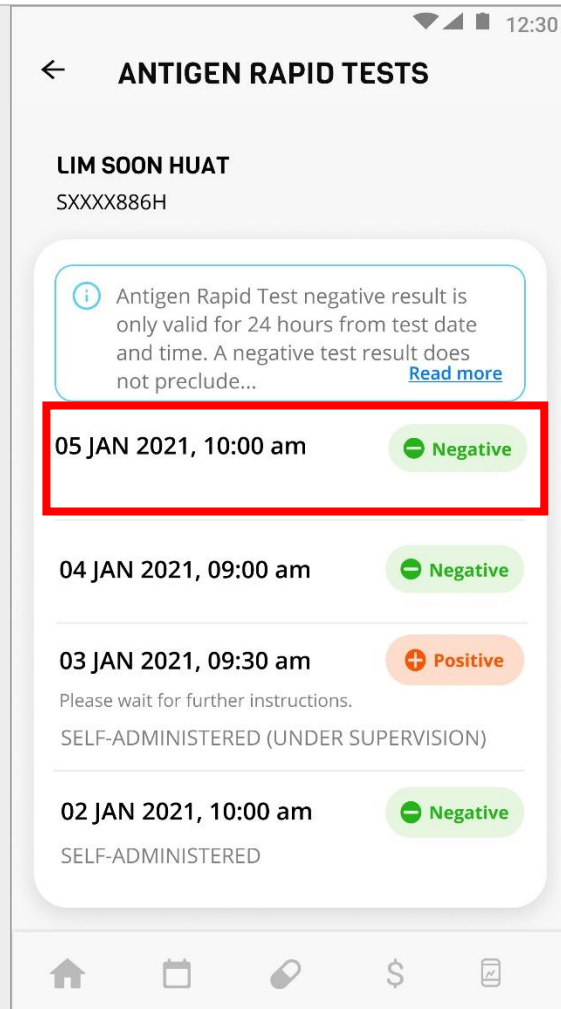 12:30
ANTIGEN RAPID TESTS
LIM SOON HUAT
SXXXX886H
Antigen Rapid Test negative result is
only valid for 24 hours from test date
and time. A negative test result does
not preclude... Read more
05 JAN 2021, 10:00 am Negative
04 JAN 2021, 09:00 am Negative
03 JAN 2021, 09:30 am Positive
Please wait for further instructions.
SELF-ADMINISTERED (UNDER SUPERVISION)
02 JAN 2021, 10:00 am Negative
SELF-ADMINISTERED